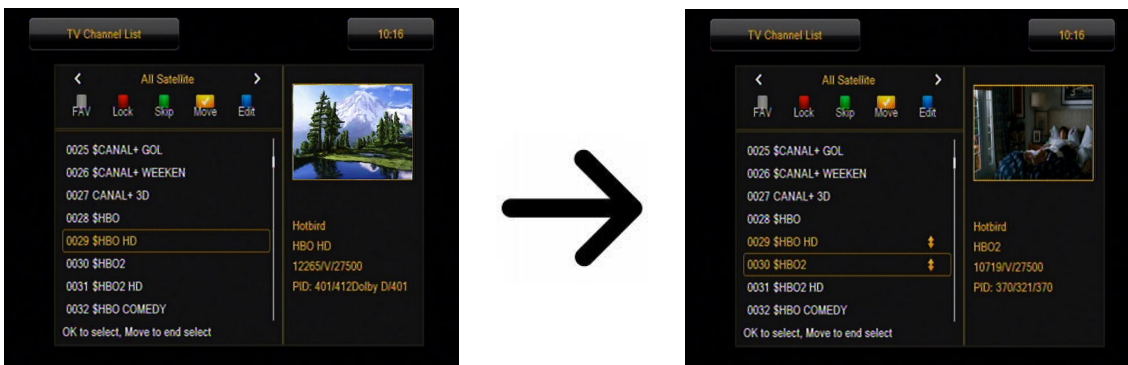 TV Channel List
10:16
All Satellite
FAV Lock Skip Move Edit
0025 $CANAL+ GOL
0026 $CANAL+ WEEKEN
0027 CANAL+ 3D
0028 $HBO
0029 $HBO HD
0030 $HBO2
0031 $HBO2 HD
0032 $HBO COMEDY
OK to select, Move to end select
Hotbird
HBO HD
12265/V/27500
PID: 401/412Dolby D/401
TV Channel List
10:16
All Satellite
FAV Lock Skip Move Edit
0025 $CANAL+ GOL
0026 $CANAL+ WEEKEN
0027 CANAL+ 3D
0028 $HBO
0029 $HBO HD
0030 $HBO2
0031 $HBO2 HD
0032 $HBO COMEDY
OK to select, Move to end select
Hotbird
HBO2
10719/V/27500
PID: 370/321/370